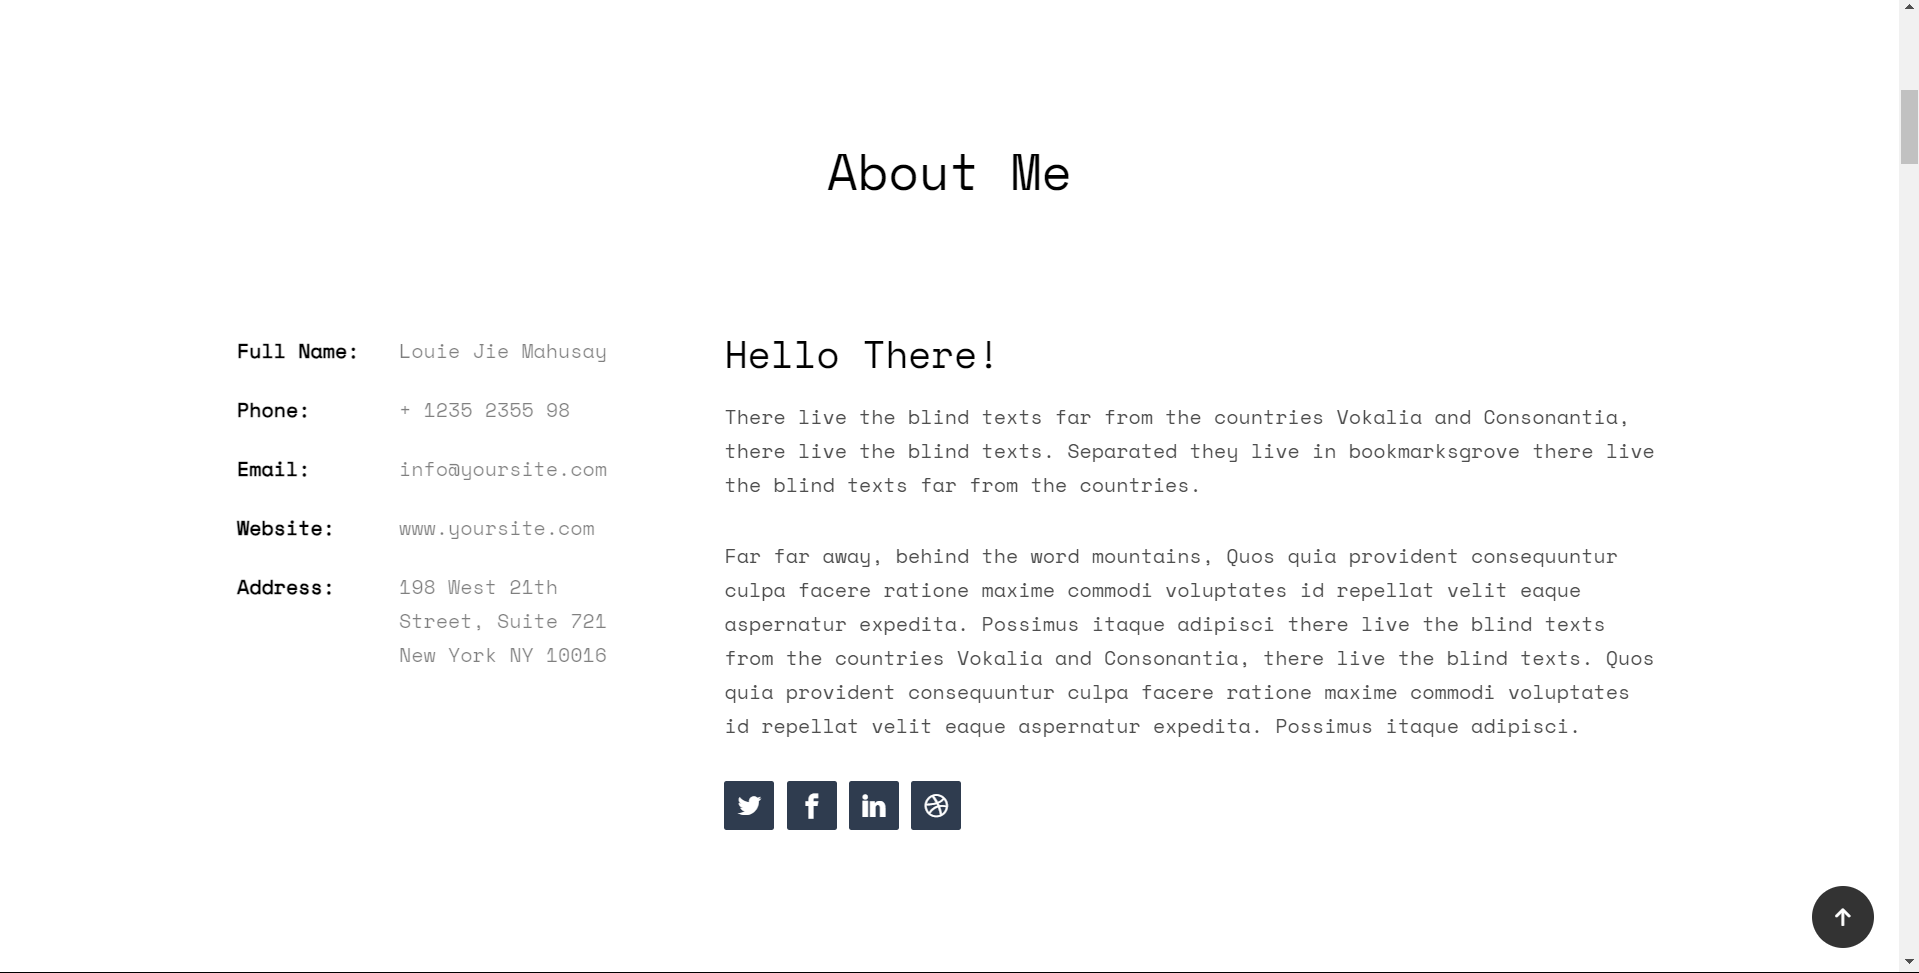 About Me
Full Name: Louie Jie Mahusay
Phone: + 1235 2355 98
Email: info@yoursite.com
Website: www.yoursite.com
Address: 198 West 21th
Street, Suite 721
New York NY 10016
Hello There!
There live the blind texts far from the countries Vokalia and Consonantia,
there live the blind texts. Separated they live in bookmarksgrove there live
the blind texts far from the countries.
Far far away, behind the word mountains, Quos quia provident consequuntur
culpa facere ratione maxime commodi voluptates id repellat velit eaque
aspernatur expedita. Possimus itaque adipisci there live the blind texts
from the countries Vokalia and Consonantia, there live the blind texts. Quos
quia provident consequuntur culpa facere ratione maxime commodi voluptates
id repellat velit eaque aspernatur expedita. Possimus itaque adipisci.